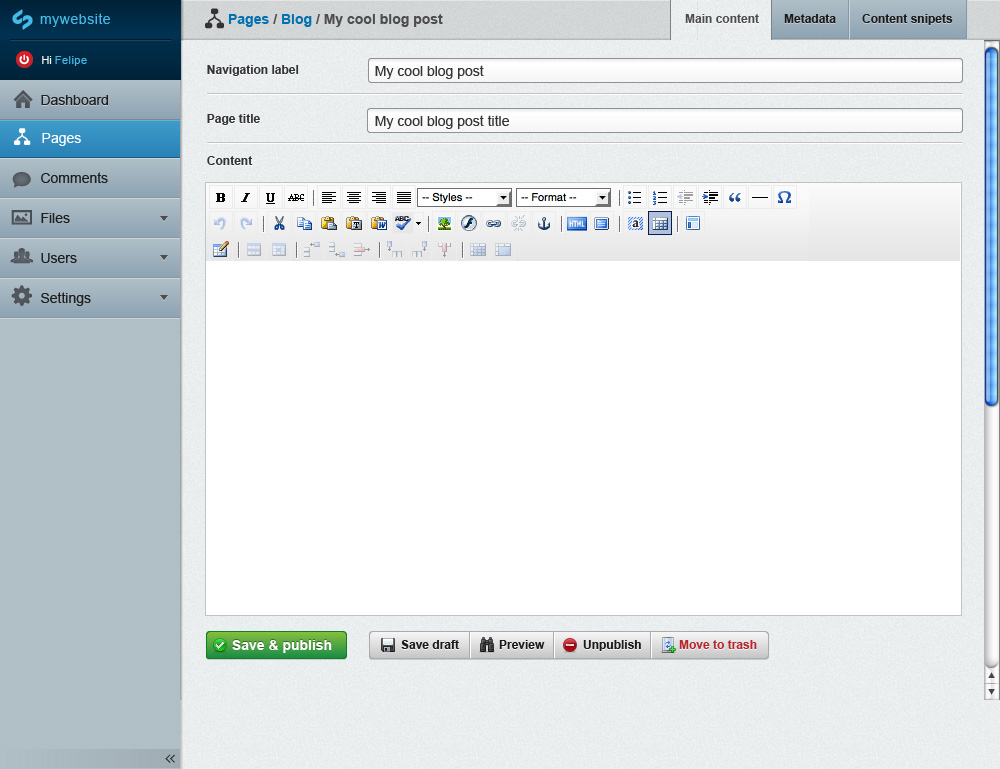 mywebsite
Hi Felipe
Dashboard
Pages
Comments
Files
Users
Settings
Pages / Blog / My cool blog post
Main content
Metadata
Content snipets
Navigation label
My cool blog post
Page title
My cool blog post title
Content
B I U ABC
-- Styles --
-- Format --
Ω
HTML
Save & publish
Save draft
Preview
Unpublish
Move to trash
«